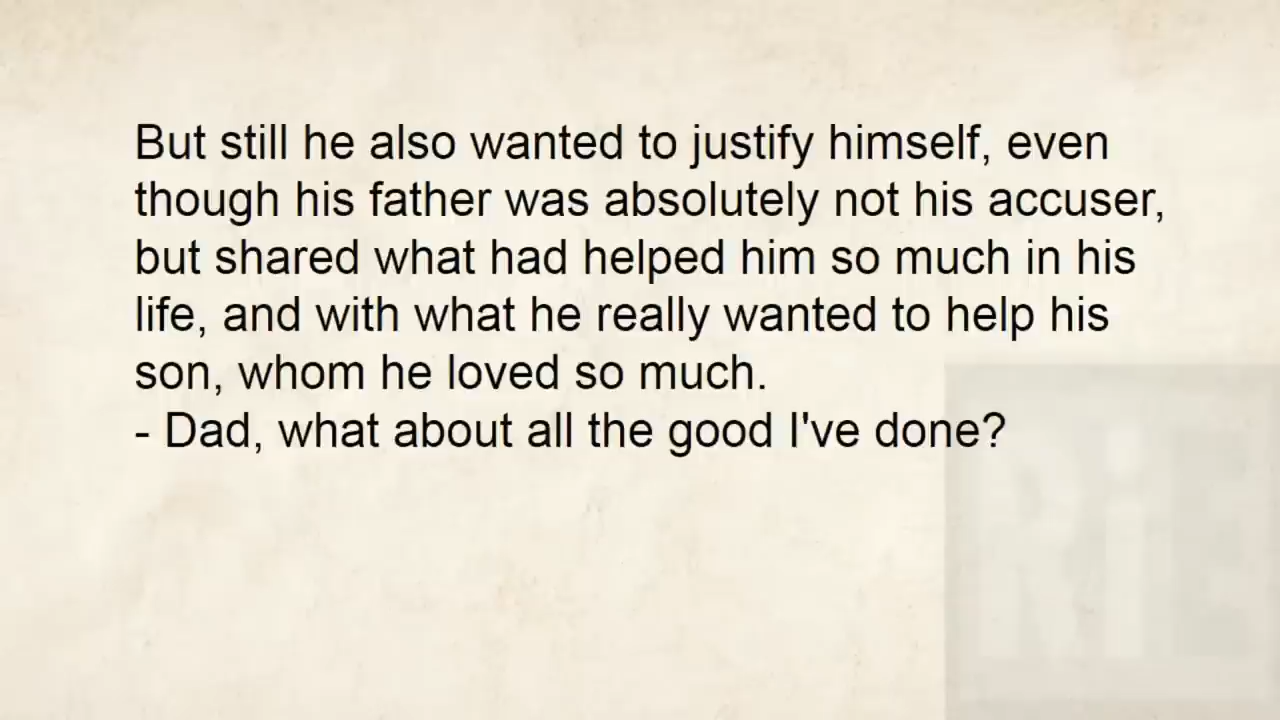 But still he also wanted to justify himself, even
though his father was absolutely not his accuser,
but shared what had helped him so much in his
life, and with what he really wanted to help his
son, whom he loved so much.
- Dad, what about all the good I've done?
RiE